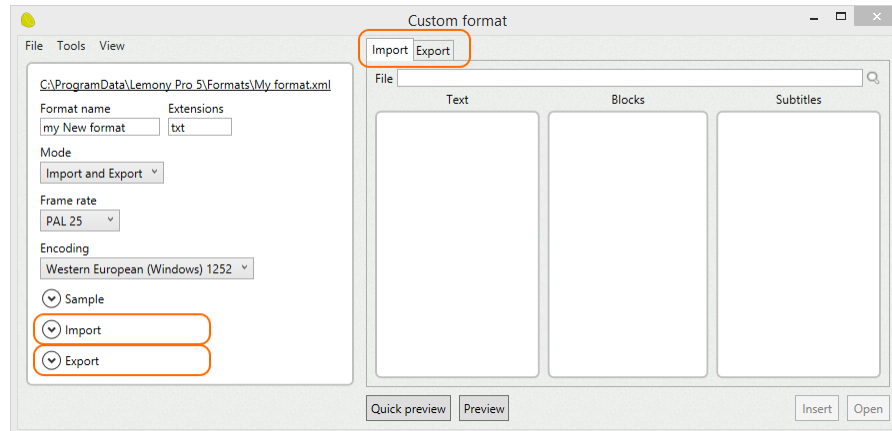 Custom format
File Tools View
C:\ProgramData\Lemony Pro 5\Formats\My format.xml
Format name Extensions
my New format txt
Mode
Import and Export
Frame rate
PAL 25
Encoding
Western European (Windows) 1252
Sample
Import
Export
Import Export
File
Text Blocks Subtitles
Quick preview Preview Insert Open